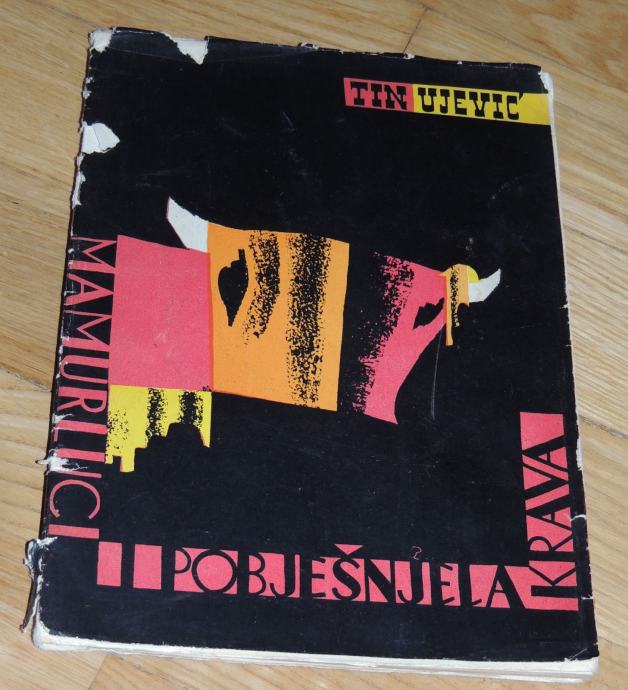 TIN UJEVIĆ
MAMURLUCI
I POBJEŠNJELA
KRAVA